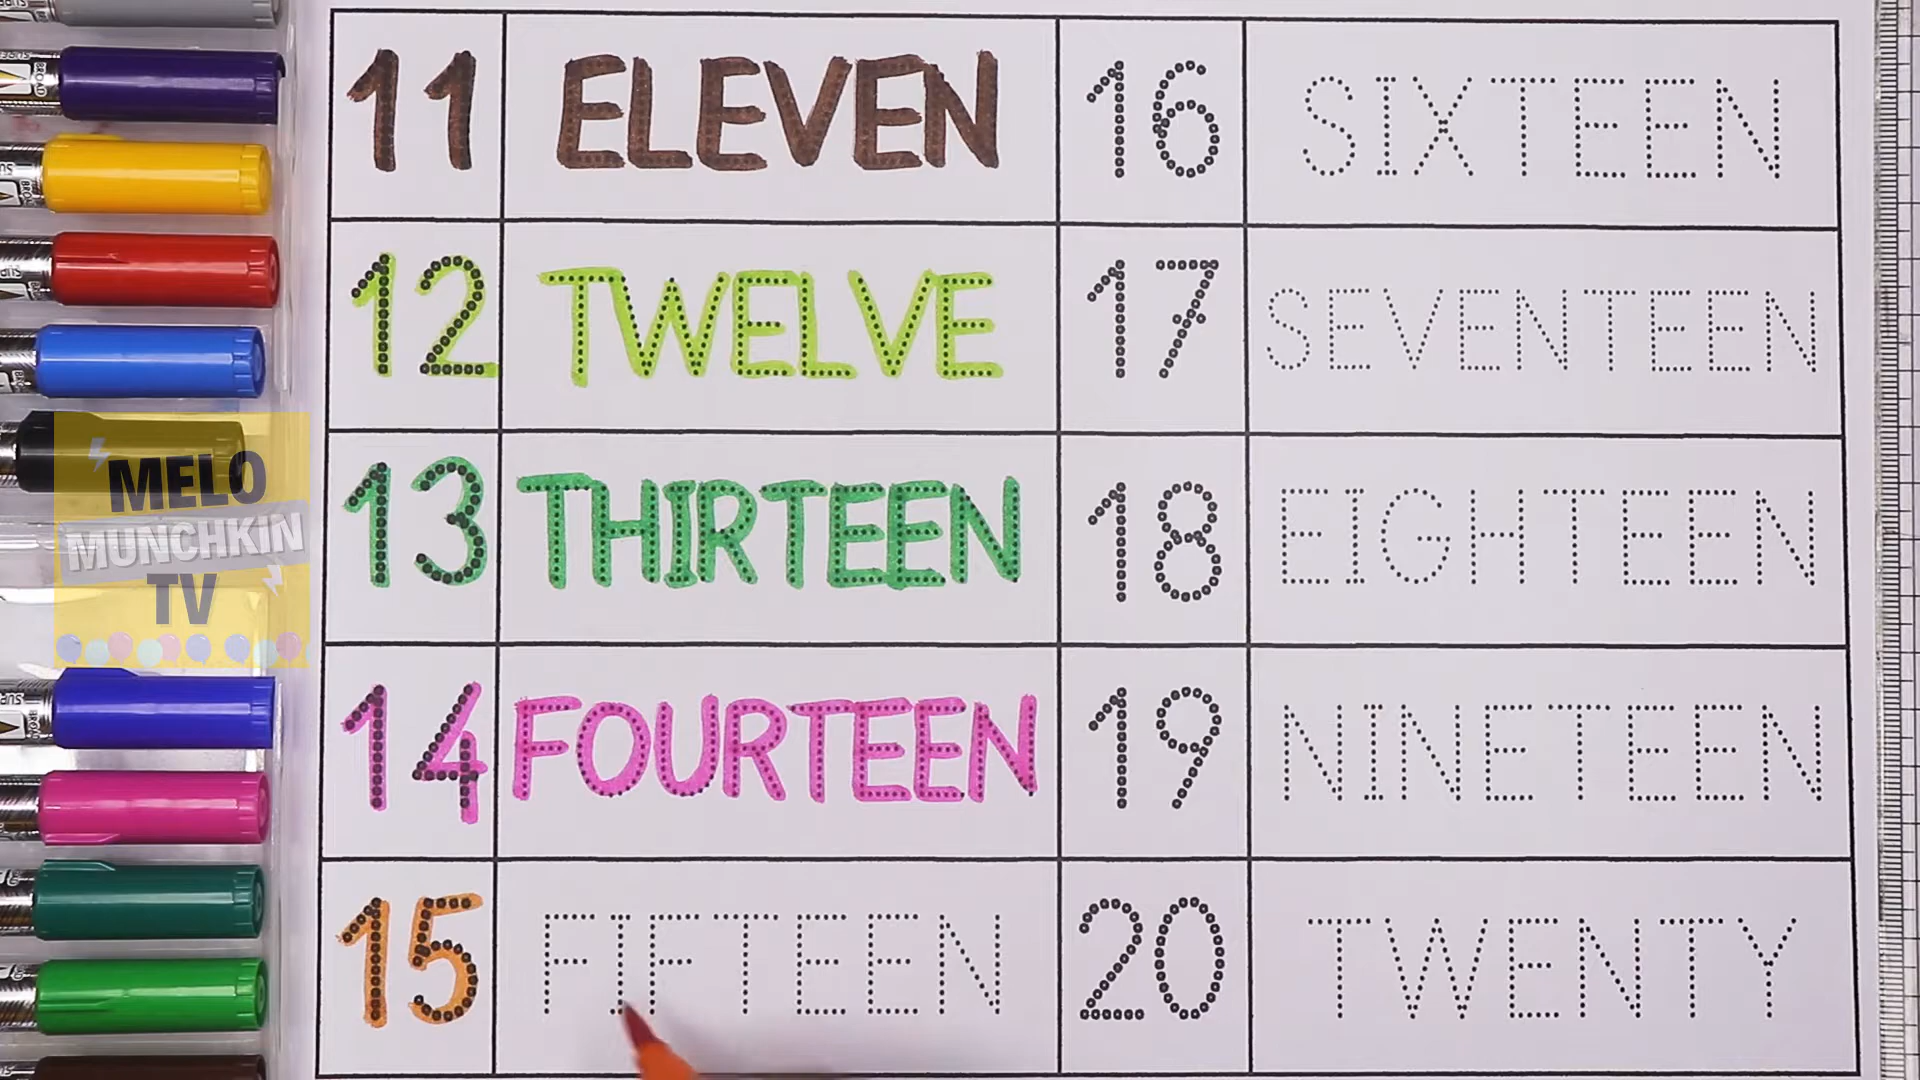 11 ELEVEN 16 SIXTEEN
12 TWELVE 17 SEVENTEEN
13 THIRTEEN 18 EIGHTEEN
14 FOURTEEN 19 NINETEEN
15 FIFTEEN 20 TWENTY
MELO
MUNCHKIN
TV